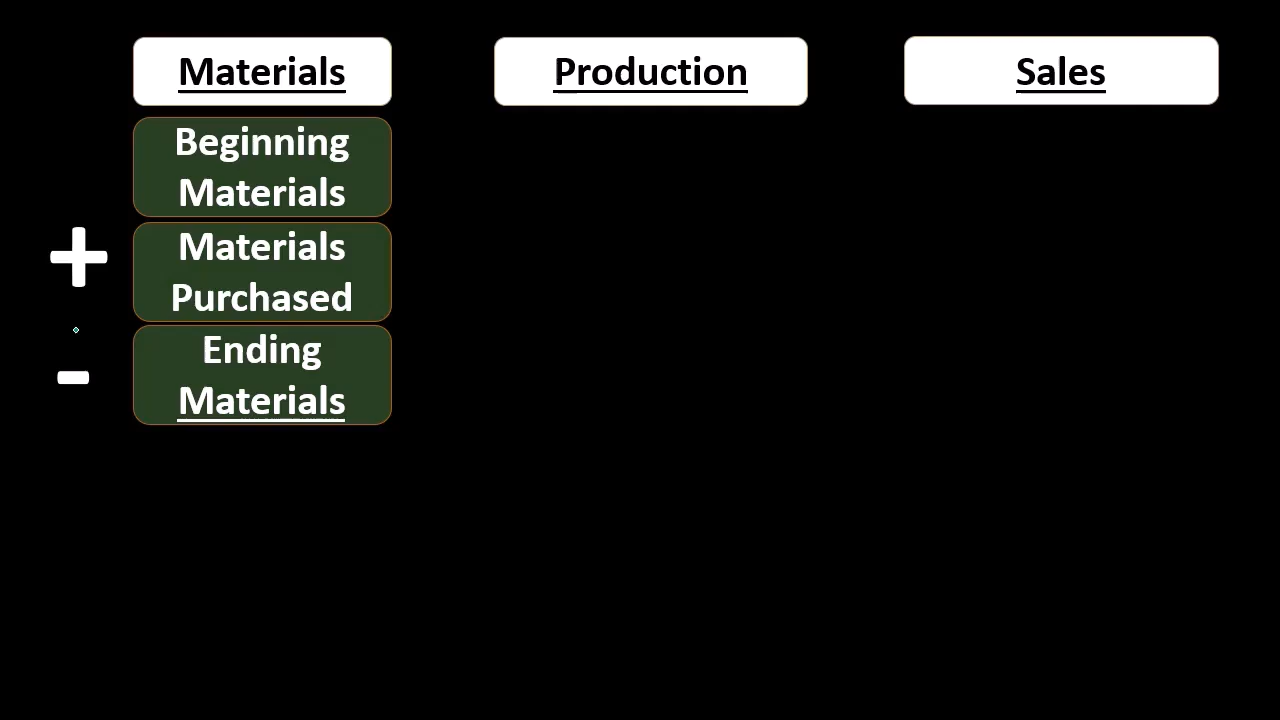 Materials
Production
Sales
Beginning
Materials
+
Materials
Purchased
-
Ending
Materials